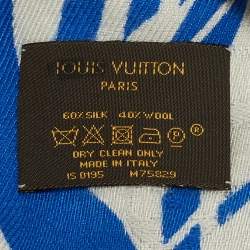 LOUIS VUITTON
PARIS
60% SILK 40% WOOL
DRY CLEAN ONLY
MADE IN ITALY
IS 0195 M75829